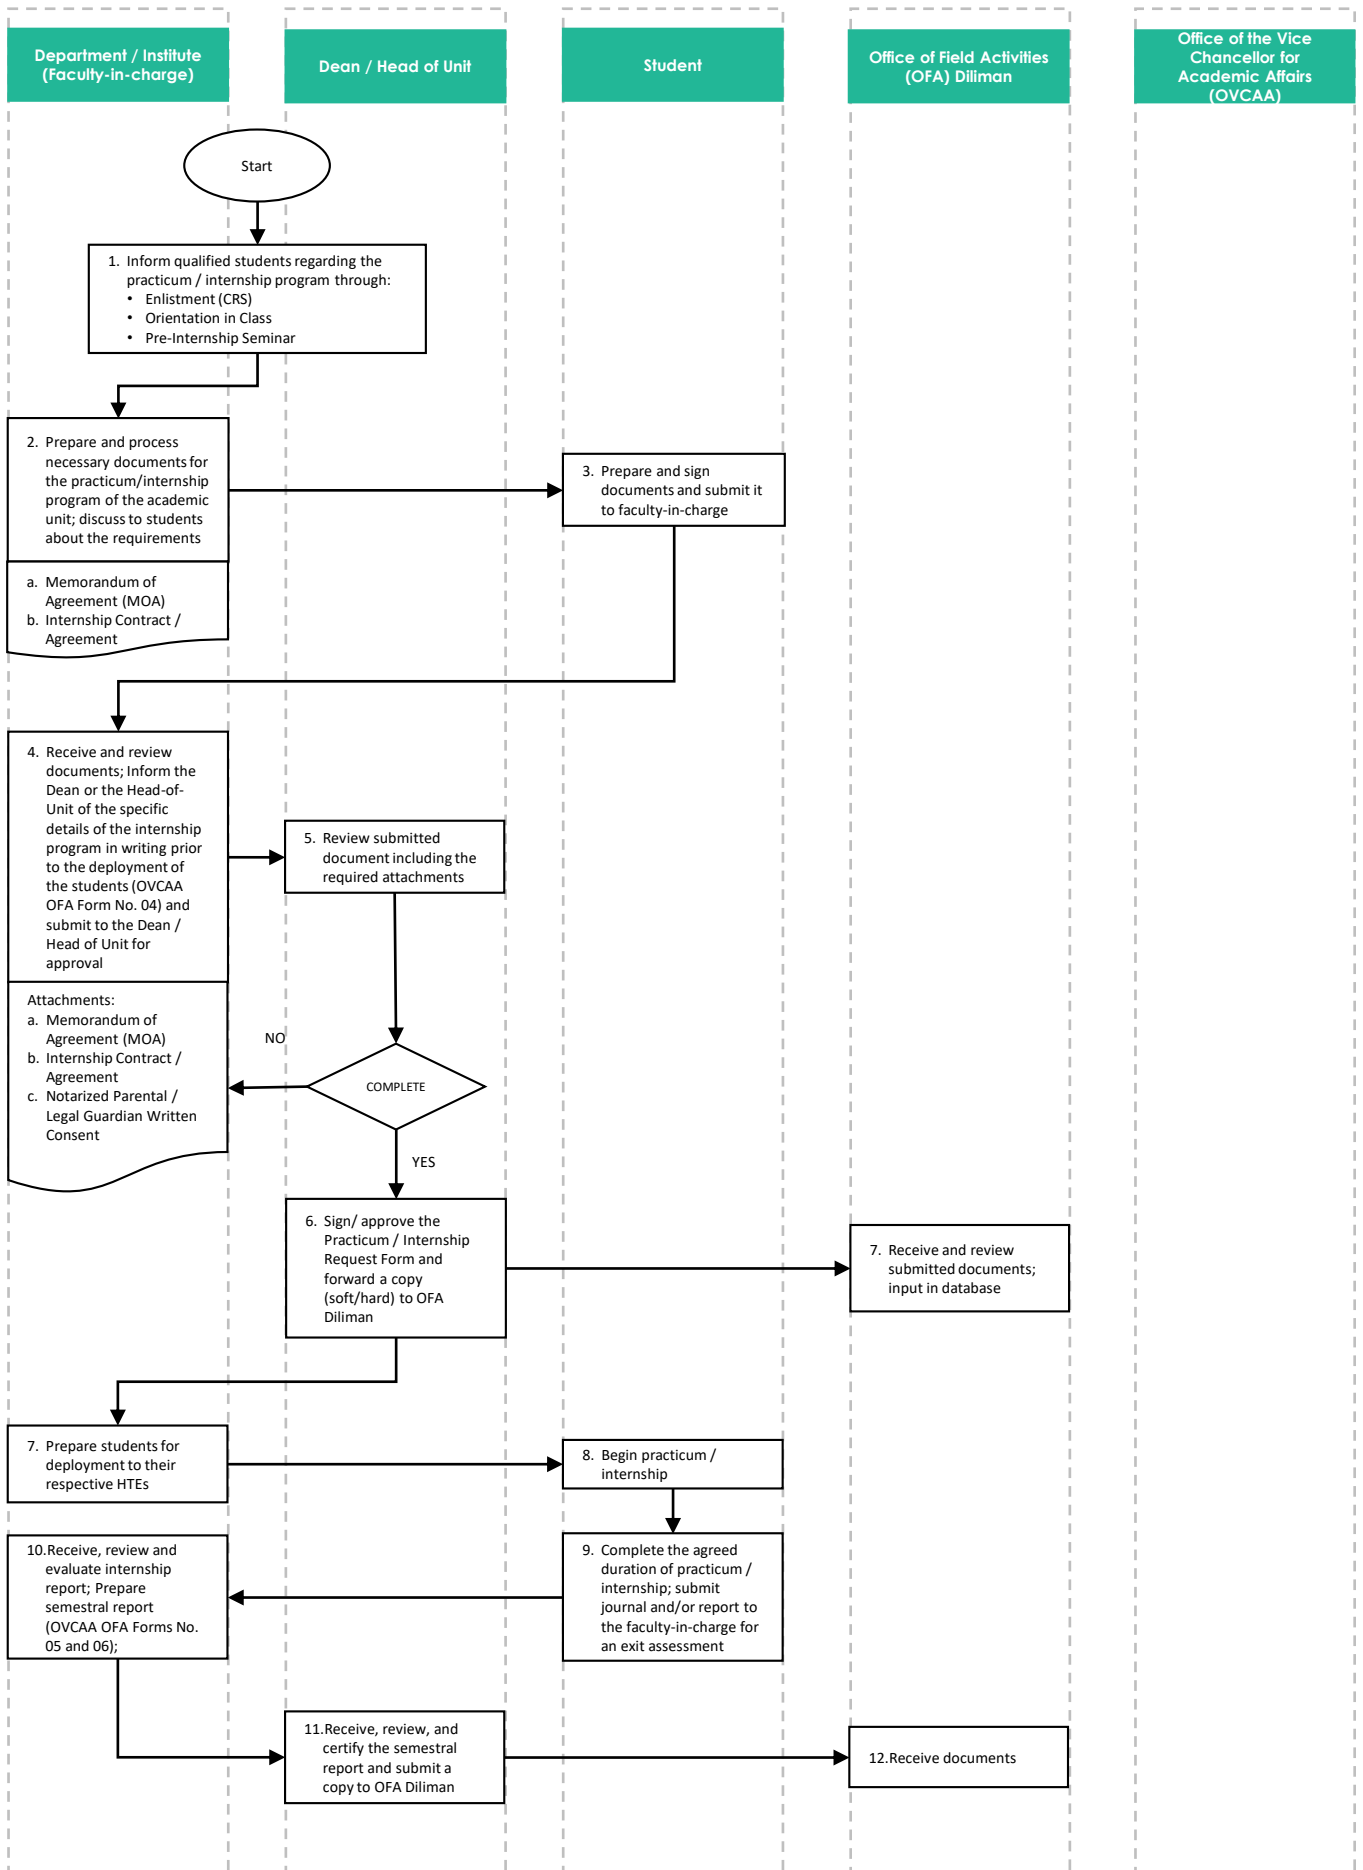 Department / Institute
(Faculty-in-charge)
Dean / Head of Unit
Student
Office of Field Activities
(OFA) Diliman
Office of the Vice
Chancellor for
Academic Affairs
(OVCAA)
Start
1. Inform qualified students regarding the
practicum / internship program through:
• Enlistment (CRS)
• Orientation in Class
• Pre-Internship Seminar
2. Prepare and process
necessary documents for
the practicum/internship
program of the academic
unit; discuss to students
about the requirements
a. Memorandum of
Agreement (MOA)
b. Internship Contract /
Agreement
3. Prepare and sign
documents and submit it
to faculty-in-charge
4. Receive and review
documents; Inform the
Dean or the Head-of-
Unit of the specific
details of the internship
program in writing prior
to the deployment of
the students (OVCAA
OFA Form No. 04) and
submit to the Dean /
Head of Unit for
approval
Attachments:
a. Memorandum of
Agreement (MOA)
b. Internship Contract /
Agreement
c. Notarized Parental /
Legal Guardian Written
Consent
5. Review submitted
document including the
required attachments
NO
COMPLETE
YES
6. Sign/ approve the
Practicum / Internship
Request Form and
forward a copy
(soft/hard) to OFA
Diliman
7. Receive and review
submitted documents;
input in database
7. Prepare students for
deployment to their
respective HTEs
8. Begin practicum /
internship
9. Complete the agreed
duration of practicum /
internship; submit
journal and/or report to
the faculty-in-charge for
an exit assessment
10.Receive, review and
evaluate internship
report; Prepare
semestral report
(OVCAA OFA Forms No.
05 and 06);
11.Receive, review, and
certify the semestral
report and submit a
copy to OFA Diliman
12.Receive documents